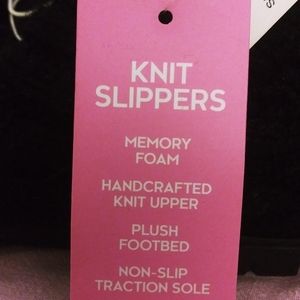 KNIT
SLIPPERS
MEMORY
FOAM
HANDCRAFTED
KNIT UPPER
PLUSH
FOOTBED
NON-SLIP
TRACTION SOLE